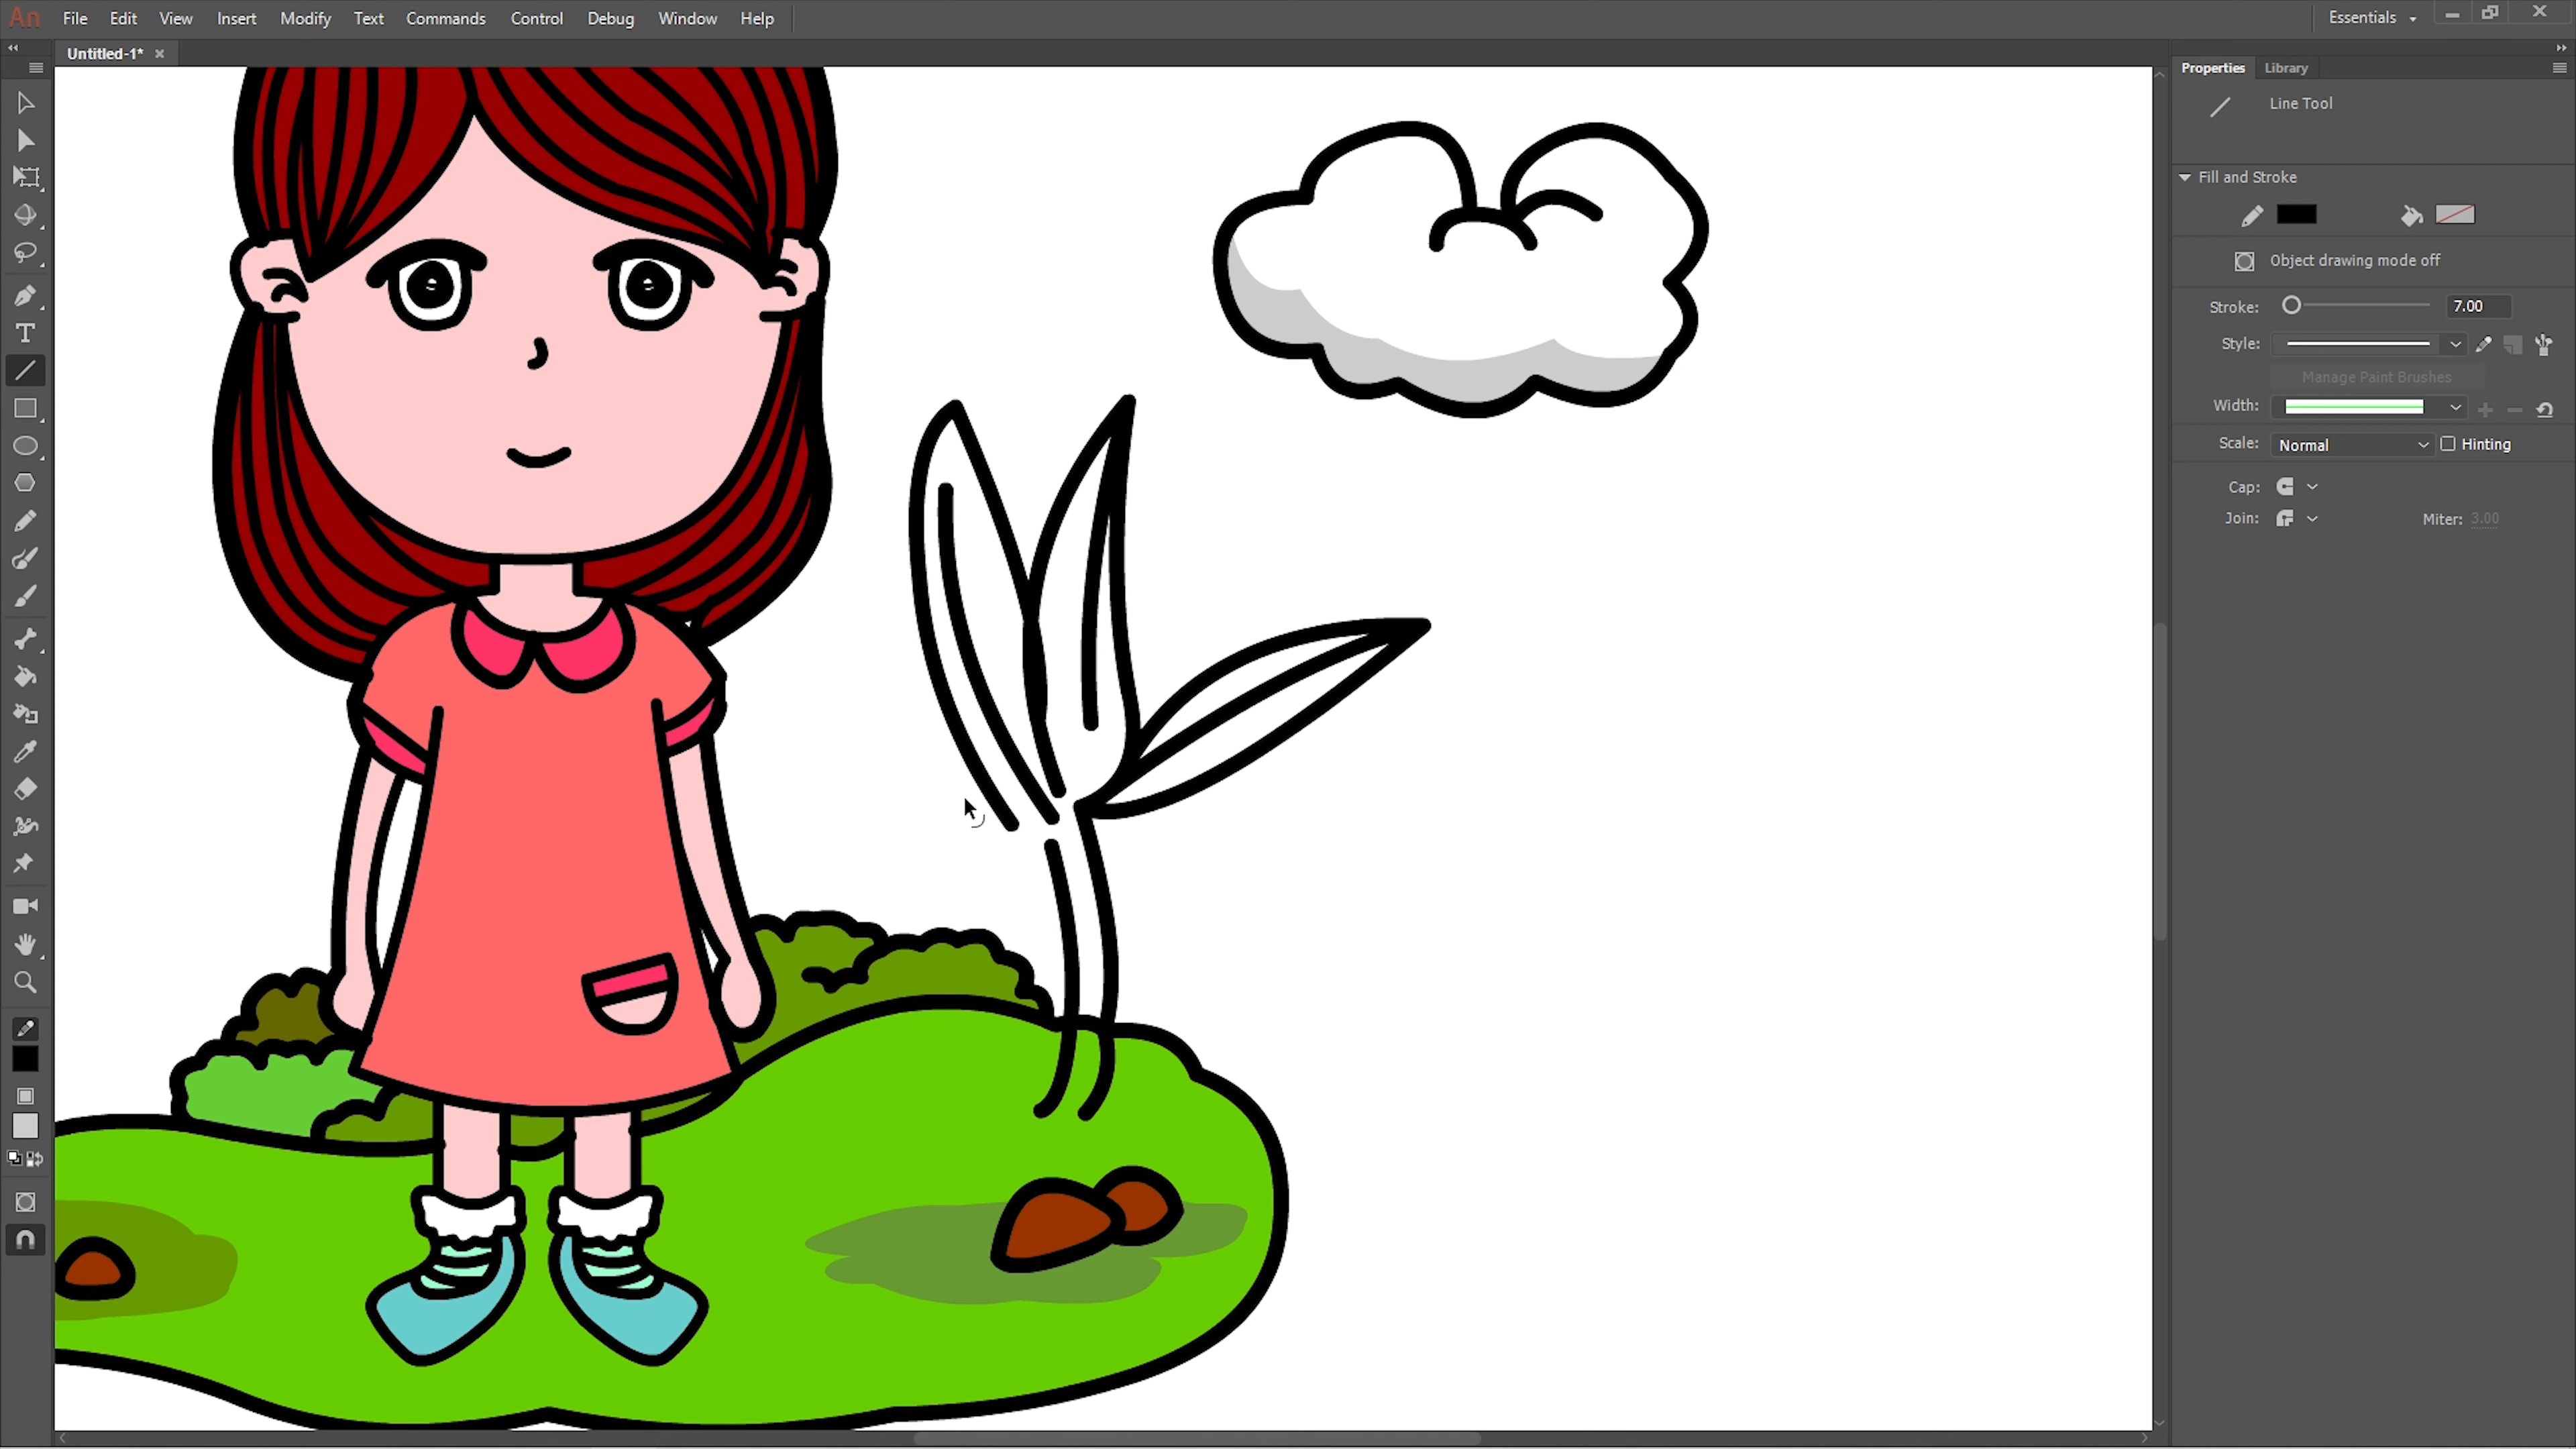 An File Edit View Insert Modify Text Commands Control Debug Window Help Essentials
Untitled-1*
Properties Library
Line Tool
Fill and Stroke
Object drawing mode off
Stroke: 7.00
Style:
Manage Paint Brushes
Width:
Scale: Normal Hinting
Cap:
Join: Miter: 3.00